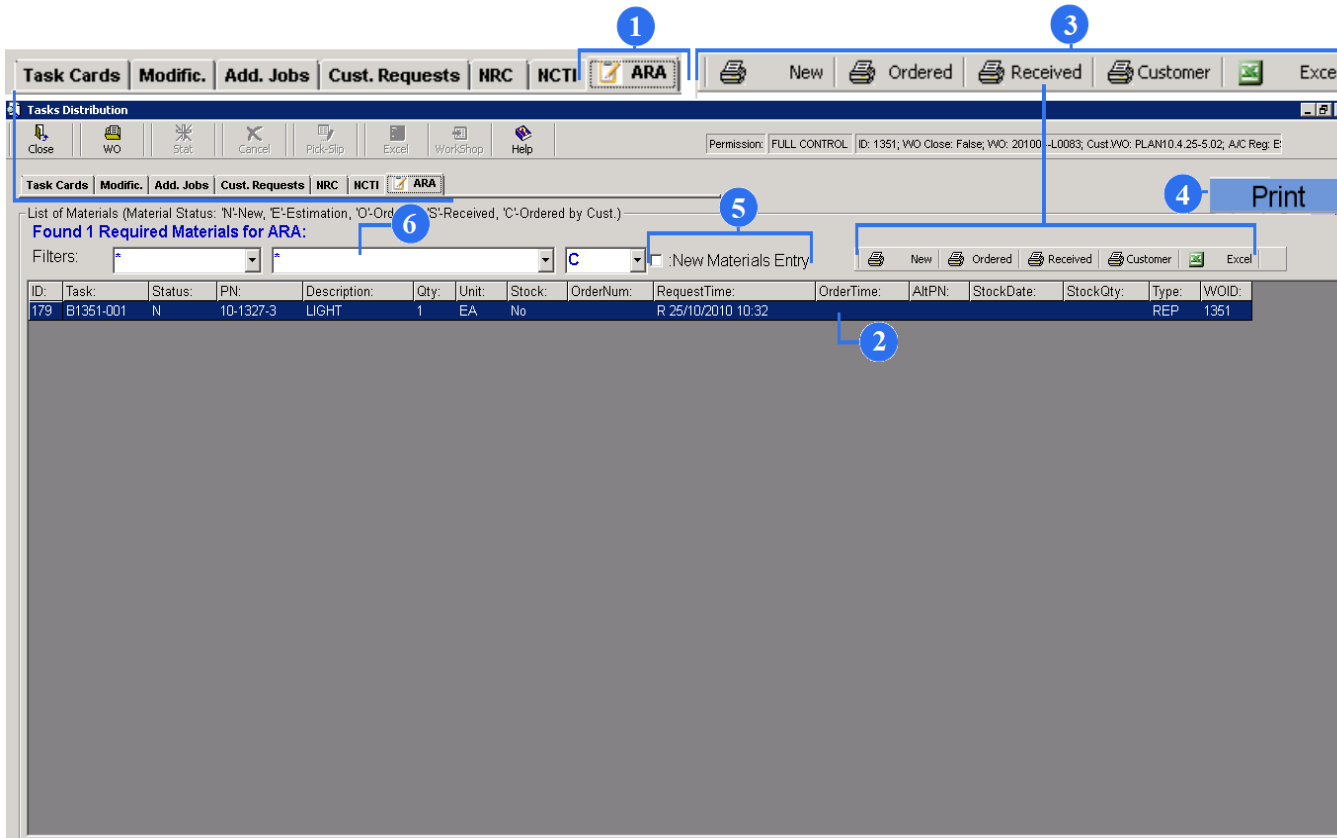 1
3
Task Cards Modific. Add. Jobs Cust. Requests NRC NCTI ARA New Ordered Received Customer Exce
Tasks Distribution
Close WO Stat Cancel Pick-Slip Excel WorkShop Help
Permission: FULL CONTROL ID: 1351; WO Close: False; WO: 20100 -L0083; Cust.WO: PLAN10.4.25-5.02; A/C Reg: E
Task Cards Modific. Add. Jobs Cust. Requests NRC NCTI ARA
4 Print
List of Materials (Material Status: 'N'-New, 'E'-Estimation, 'O'-Ord 'S'-Received, 'C'-Ordered by Cust.)
6
5
Found 1 Required Materials for ARA:
Filters: * * C :New Materials Entry New Ordered Received Customer Excel
ID: Task: Status: PN: Description: Qty: Unit: Stock: OrderNum: RequestTime: OrderTime: AltPN: StockDate: StockQty: Type: WOID:
179 B1351-001 N 10-1327-3 LIGHT 1 EA No R 25/10/2010 10:32 REP 1351
2